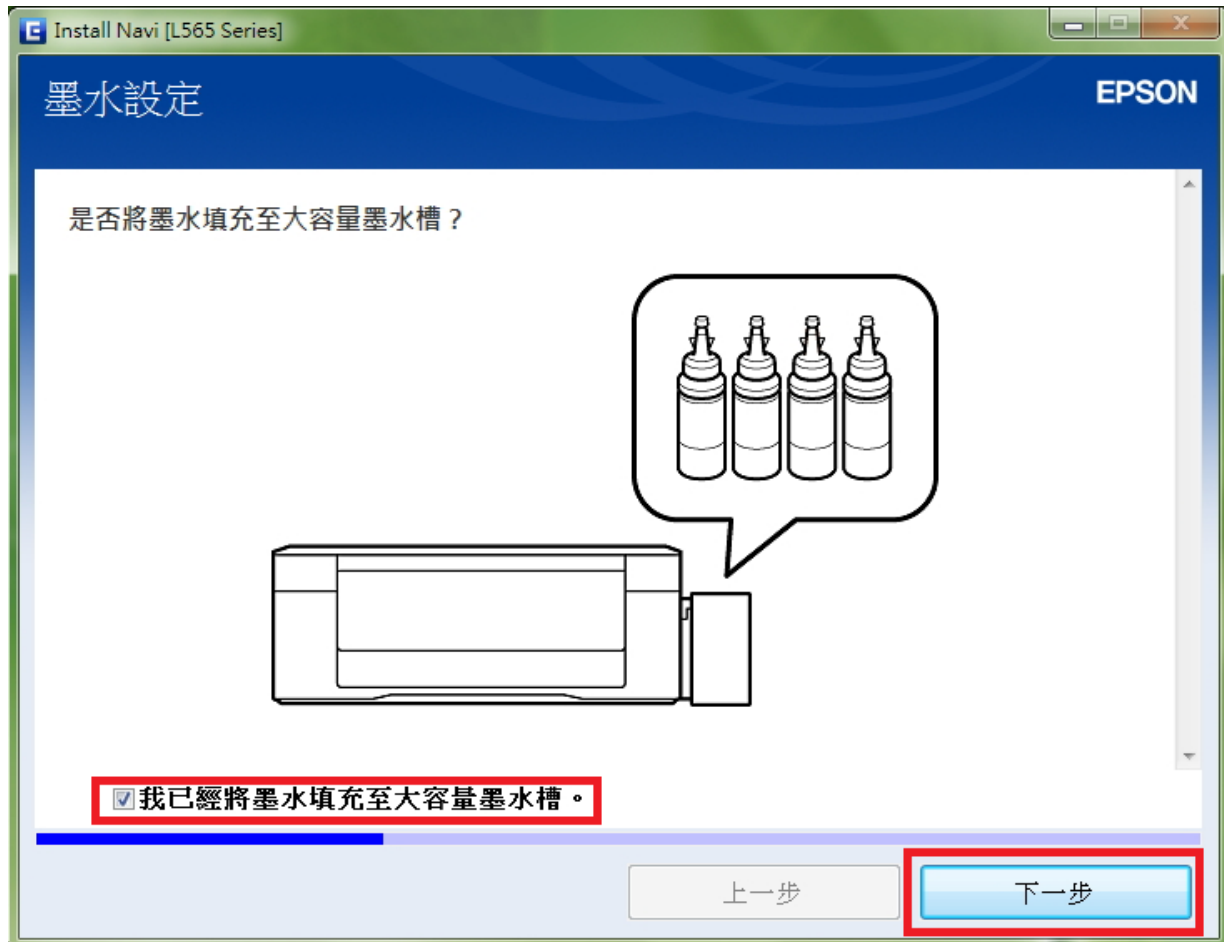 Install Navi [L565 Series]
墨水設定
EPSON
是否將墨水填充至大容量墨水槽？
我已經將墨水填充至大容量墨水槽。
上一步
下一步